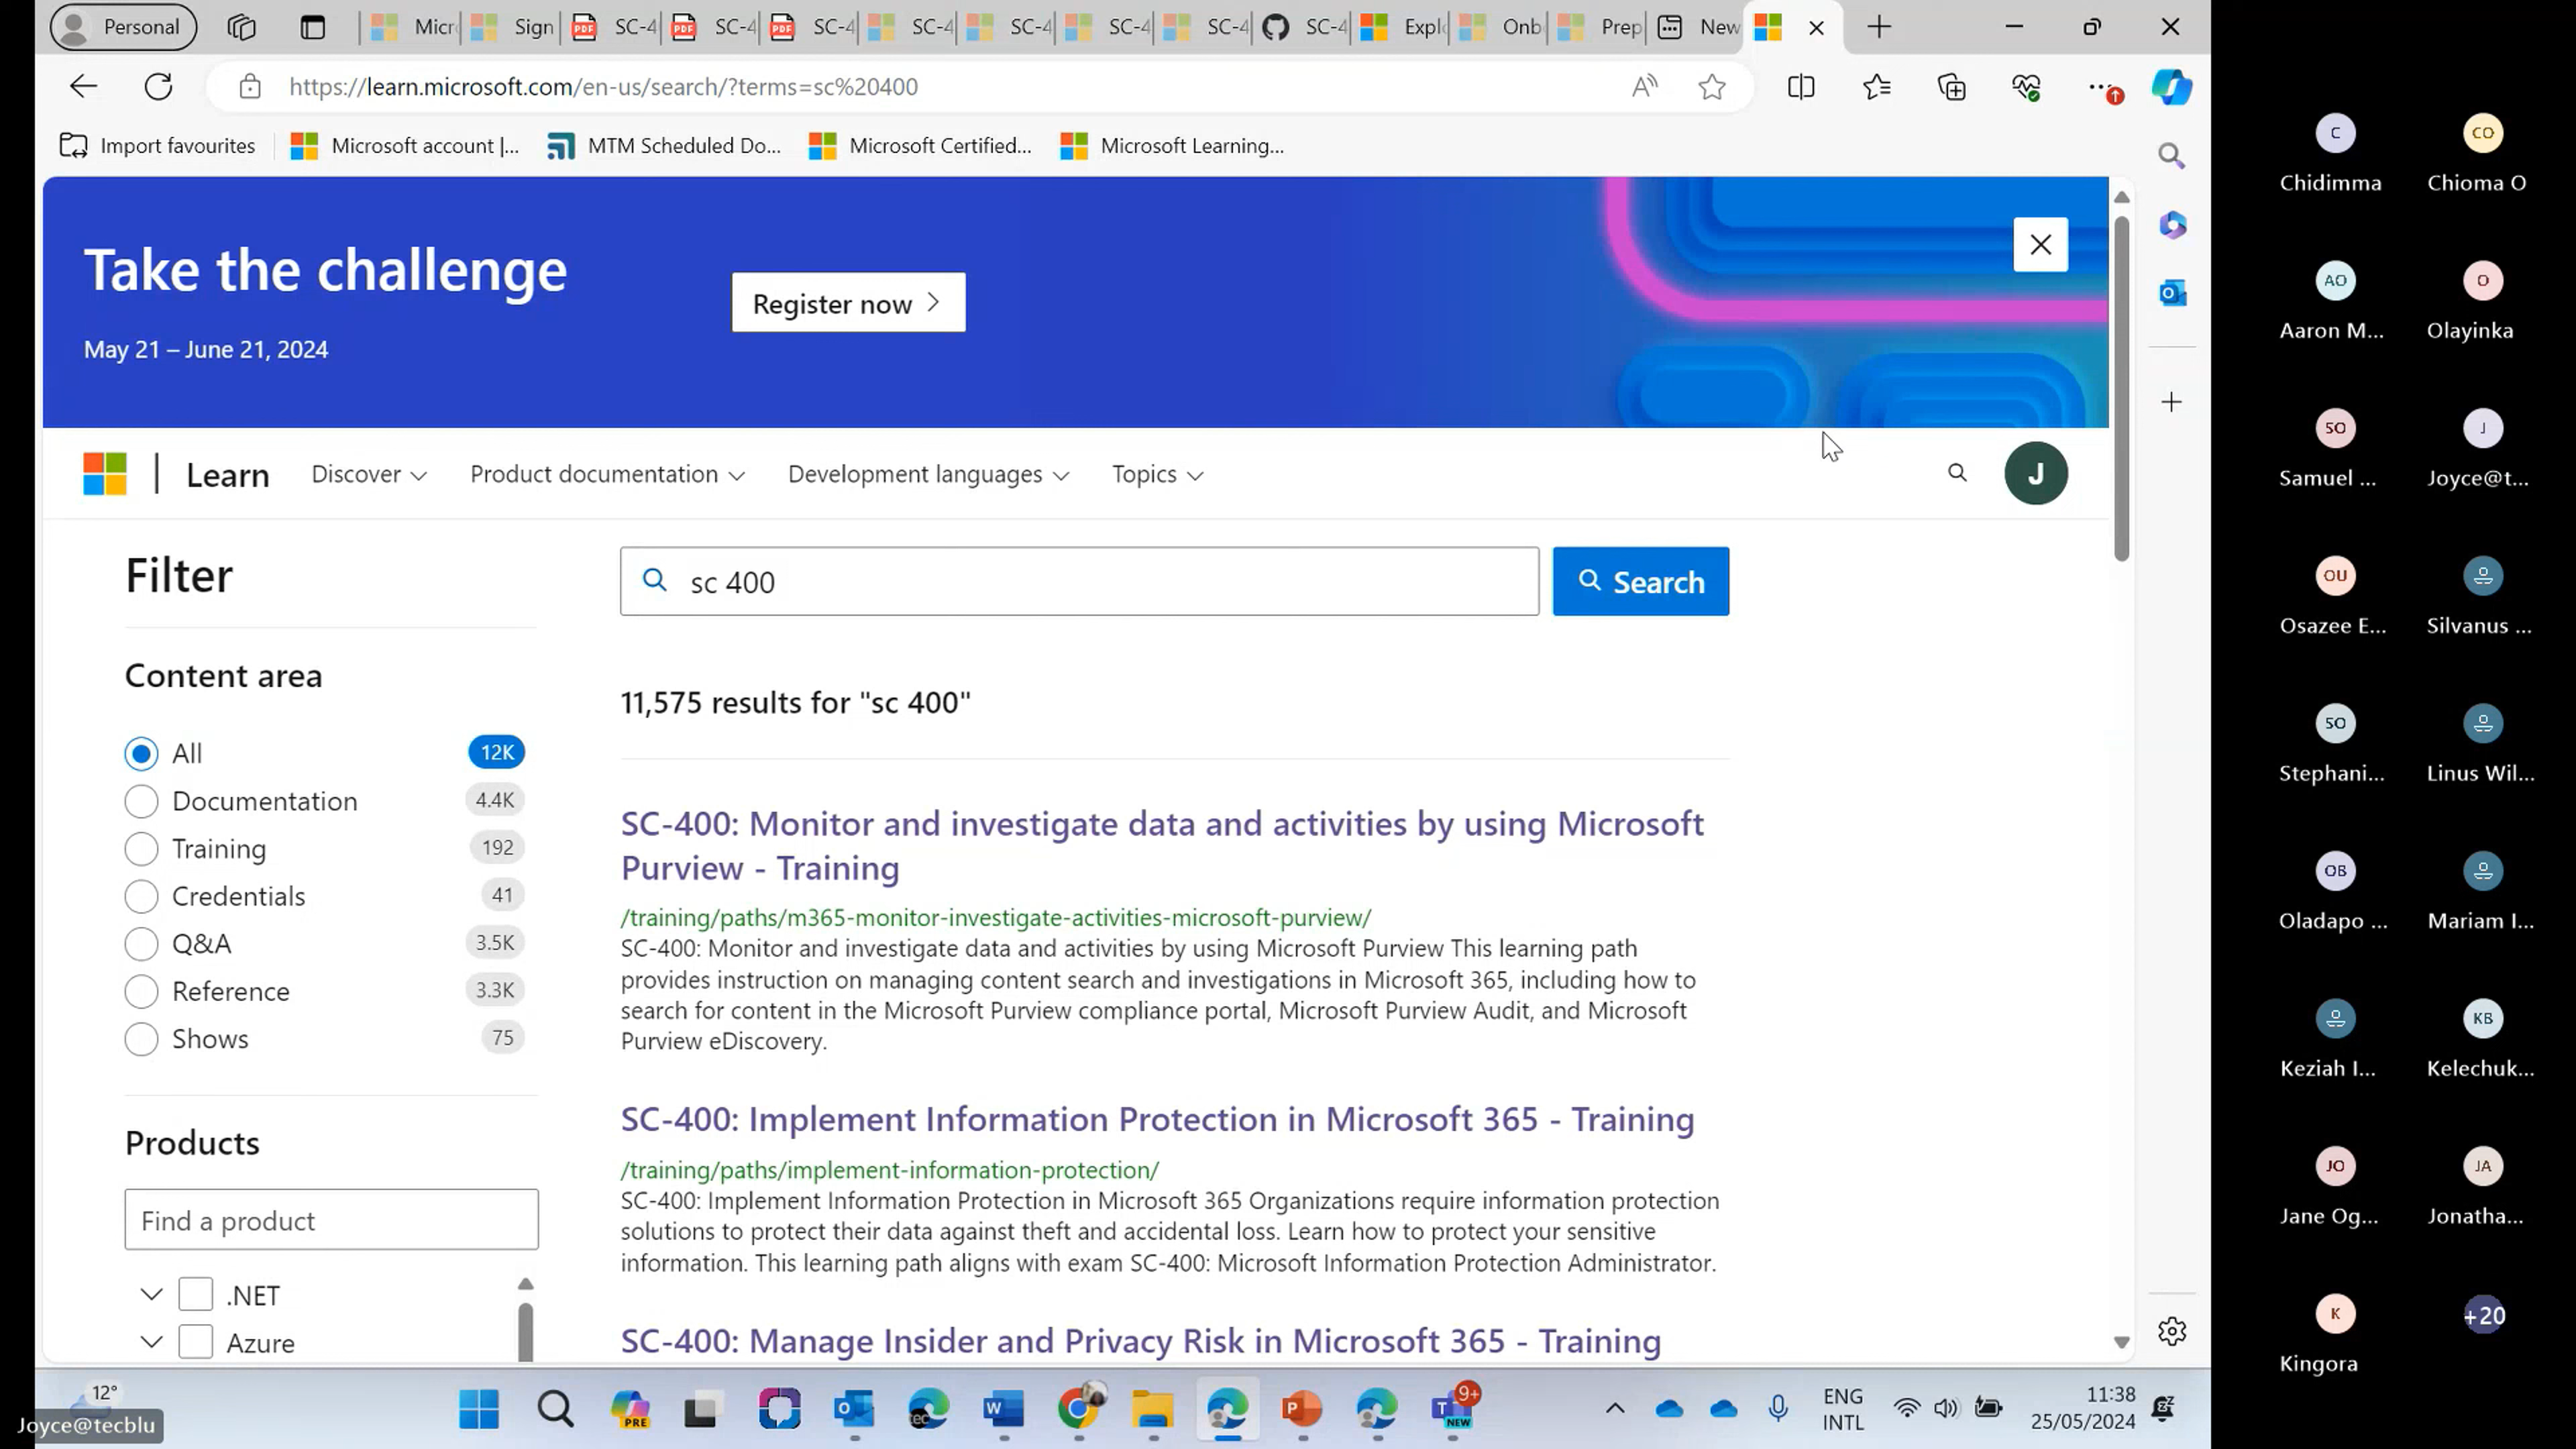 Personal
Micr
Sign
SC-4
SC-4
SC-4
SC-4
SC-4
SC-4
SC-4
SC-4
Expl
Onb
Prep
New
https://learn.microsoft.com/en-us/search/?terms=sc%20400
Import favourites
Microsoft account |...
MTM Scheduled Do...
Microsoft Certified...
Microsoft Learning...
Take the challenge
May 21 – June 21, 2024
Register now
Learn
Discover
Product documentation
Development languages
Topics
J
Filter
Content area
All 12K
Documentation 4.4K
Training 192
Credentials 41
Q&A 3.5K
Reference 3.3K
Shows 75
Products
Find a product
.NET
Azure
sc 400
Search
11,575 results for "sc 400"
SC-400: Monitor and investigate data and activities by using Microsoft
Purview - Training
/training/paths/m365-monitor-investigate-activities-microsoft-purview/
SC-400: Monitor and investigate data and activities by using Microsoft Purview This learning path
provides instruction on managing content search and investigations in Microsoft 365, including how to
search for content in the Microsoft Purview compliance portal, Microsoft Purview Audit, and Microsoft
Purview eDiscovery.
SC-400: Implement Information Protection in Microsoft 365 - Training
/training/paths/implement-information-protection/
SC-400: Implement Information Protection in Microsoft 365 Organizations require information protection
solutions to protect their data against theft and accidental loss. Learn how to protect your sensitive
information. This learning path aligns with exam SC-400: Microsoft Information Protection Administrator.
SC-400: Manage Insider and Privacy Risk in Microsoft 365 - Training
C
Chidimma
CO
Chioma O
AO
Aaron M...
O
Olayinka
SO
Samuel ...
J
Joyce@t...
OU
Osazee E...
Silvanus ...
SO
Stephani...
Linus Wil...
OB
Oladapo ...
Mariam I...
Keziah I...
KB
Kelechuk...
JO
Jane Og...
JA
Jonatha...
K
Kingora
+20
12°
Joyce@tecblu
PRE
tec
9+
NEW
ENG
INTL
11:38
25/05/2024